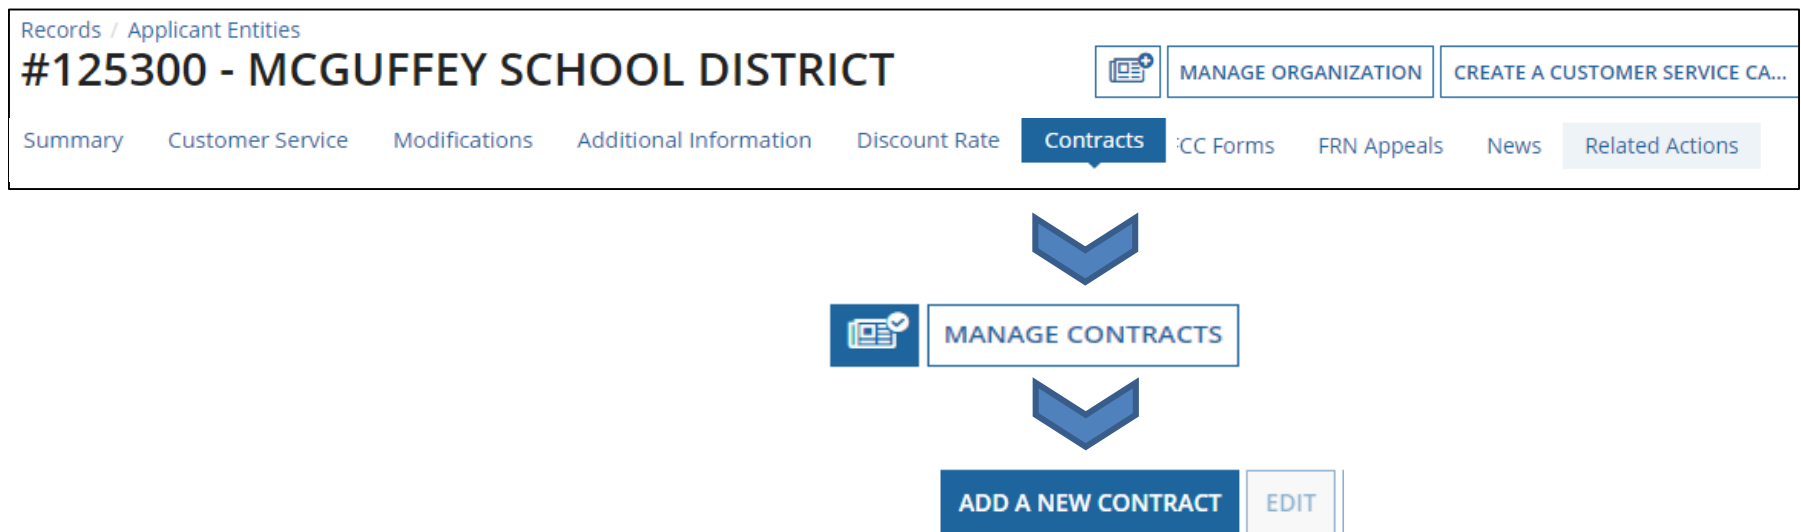 Records / Applicant Entities
#125300 - MCGUFFEY SCHOOL DISTRICT
MANAGE ORGANIZATION
CREATE A CUSTOMER SERVICE CA...
Summary Customer Service Modifications Additional Information Discount Rate Contracts CC Forms FRN Appeals News Related Actions
MANAGE CONTRACTS
ADD A NEW CONTRACT EDIT